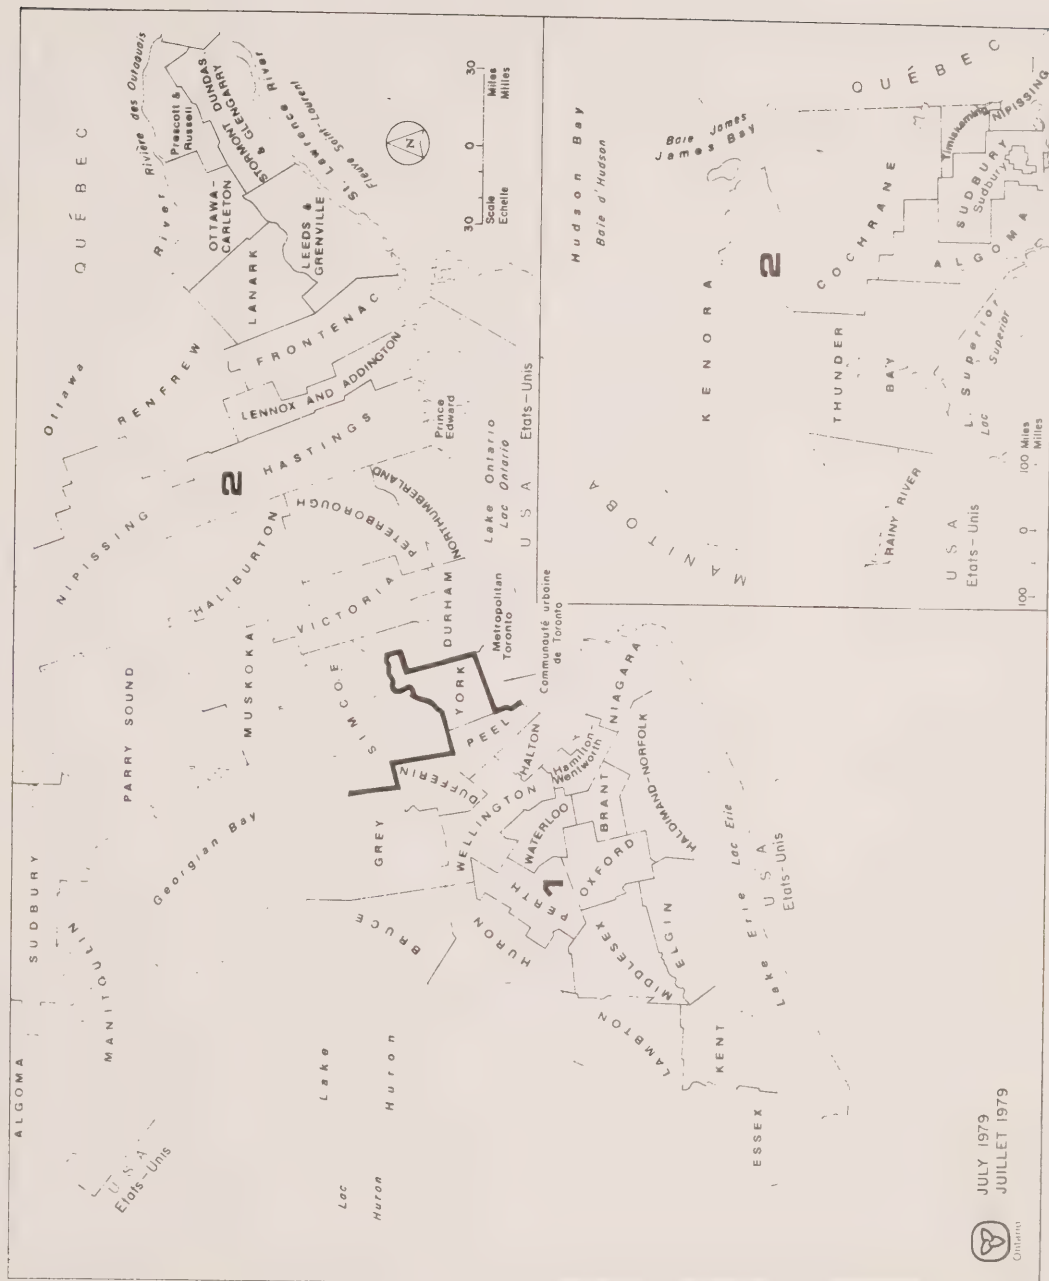 ALGOMA
SUDBURY
NIPISSING
Ottawa
River
Rivière des Outaouais
QUÉBEC
MANITOULIN
PARRY SOUND
RENFREW
Prescott &
Russell
OTTAWA-
CARLETON
STORMONT DUNDAS
& GLENGARRY
USA
Etats-Unis
Georgian Bay
MUSKOKA
HALIBURTON
2
HASTINGS
LENNOX AND ADDINGTON
FRONTENAC
LANARK
LEEDS &
GRENVILLE
St. Lawrence River
Fleuve Saint-Laurent
Lake
Huron
Lac
Huron
BRUCE
GREY
SIMCOE
DUFFERIN
VICTORIA
PETERBOROUGH
NORTHUMBERLAND
Prince
Edward
YORK
DURHAM
PEEL
Metropolitan
Toronto
Communauté urbaine
de Toronto
Lake Ontario
Lac Ontario
USA Etats-Unis
N
30 0 30
Scale Miles
Echelle Milles
HURON
PERTH
WELLINGTON
WATERLOO
HALTON
Hamilton-
Wentworth
NIAGARA
1
OXFORD
BRANT
HALDIMAND-NORFOLK
MIDDLESEX
ELGIN
LAMBTON
KENT
ESSEX
Lake Erie Lac Erie
USA
Etats-Unis
Hudson Bay
Baie d'Hudson
Baie James
James Bay
QUÉBEC
MANITOBA
KENORA
2
COCHRANE
THUNDER
BAY
RAINY RIVER
ALGOMA
SUDBURY
Sudbury
Timiskaming
NIPISSING
L. Superior
Lac Superior
USA
Etats-Unis
100 0 100 Miles
Milles
Ontario
JULY 1979
JUILLET 1979